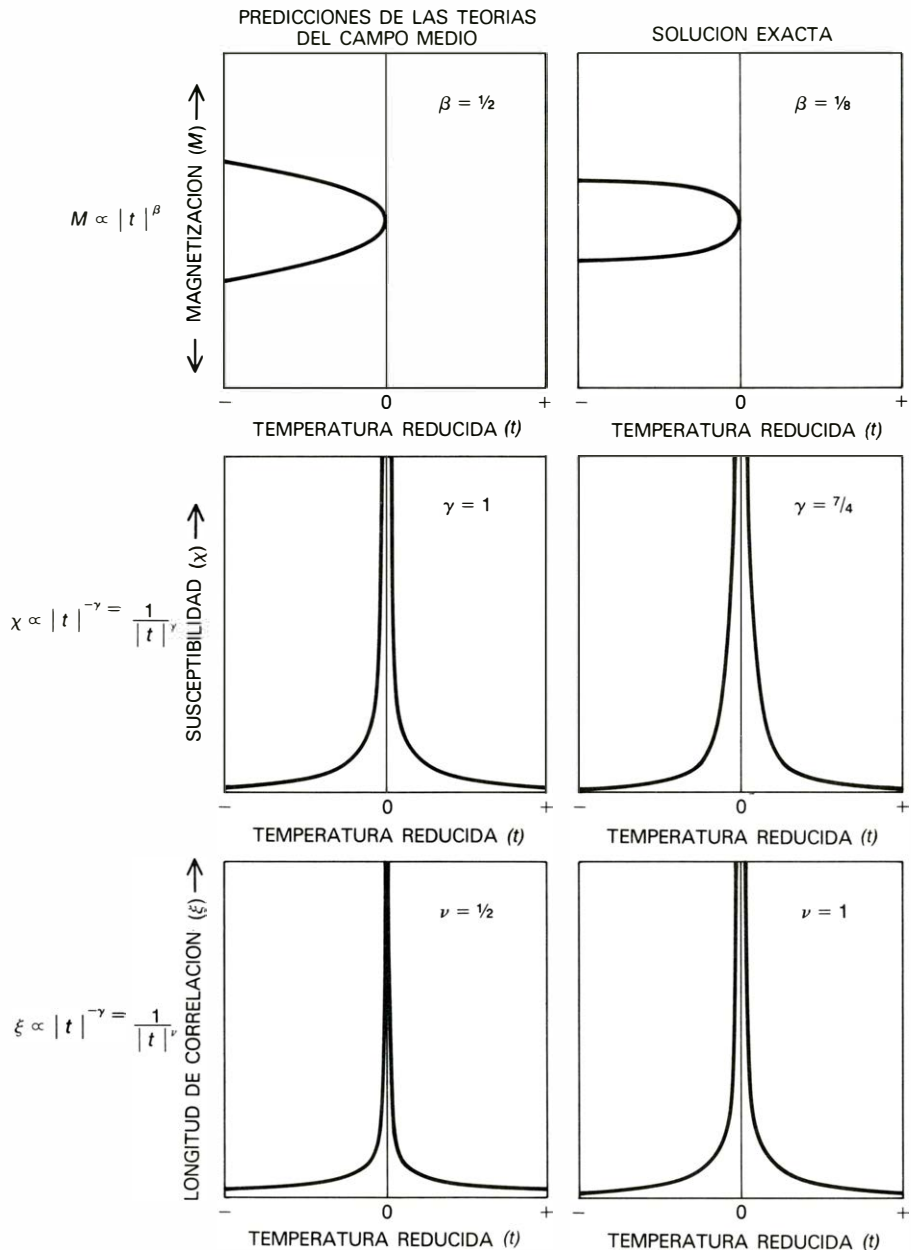 PREDICCIONES DE LAS TEORIAS
DEL CAMPO MEDIO
SOLUCION EXACTA
M ∝ | t |^β
← MAGNETIZACION (M) →
β = 1/2
β = 1/8
− 0 +
− 0 +
TEMPERATURA REDUCIDA (t)
TEMPERATURA REDUCIDA (t)
χ ∝ | t |^−γ = 1 / | t |^γ
SUSCEPTIBILIDAD (χ) →
γ = 1
γ = 7/4
− 0 +
− 0 +
TEMPERATURA REDUCIDA (t)
TEMPERATURA REDUCIDA (t)
ξ ∝ | t |^−γ = 1 / | t |^ν
LONGITUD DE CORRELACION (ξ) →
ν = 1/2
ν = 1
− 0 +
− 0 +
TEMPERATURA REDUCIDA (t)
TEMPERATURA REDUCIDA (t)